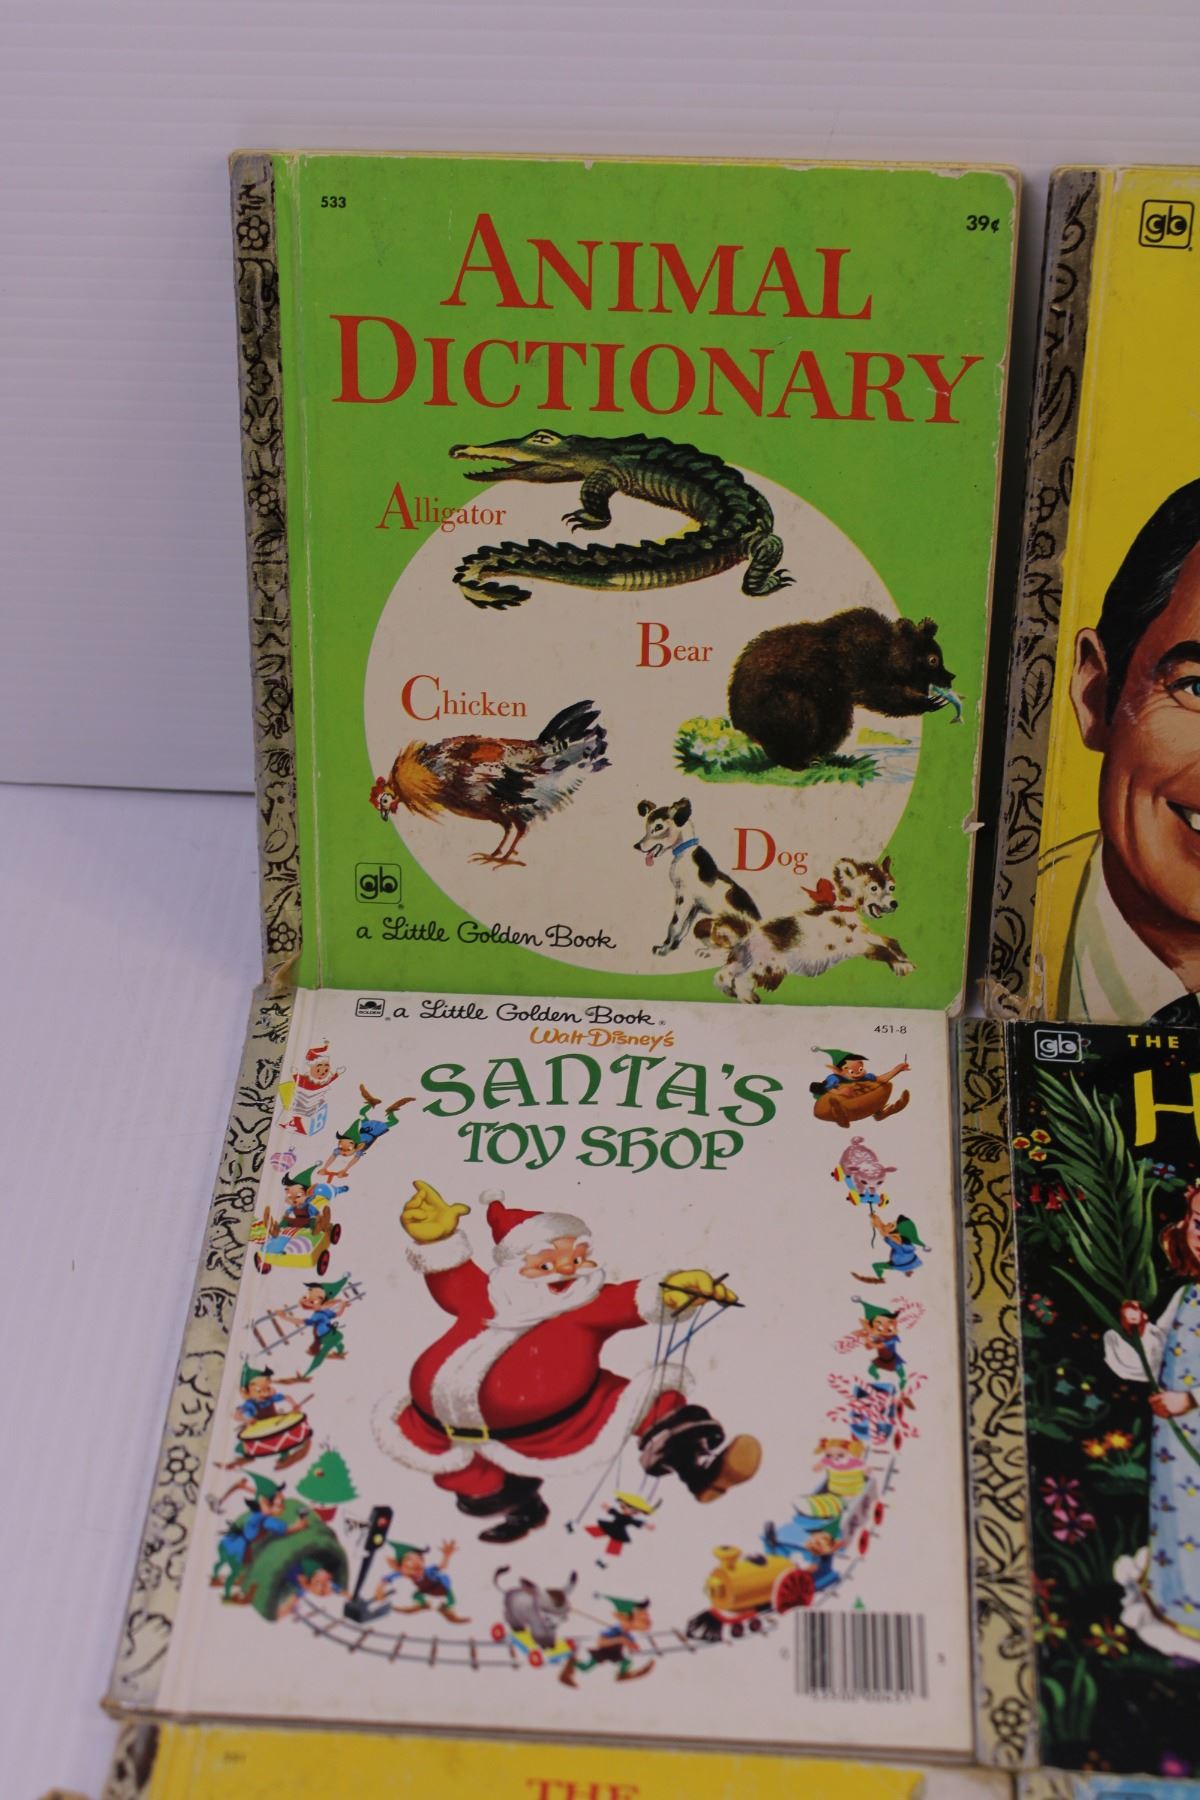 533
39¢
ANIMAL
DICTIONARY
Alligator
Bear
Chicken
Dog
gb
a Little Golden Book
gb
GOLDEN
a Little Golden Book
Walt Disney's
451-8
SANTA'S
TOY SHOP
A B
gb
THE
THE